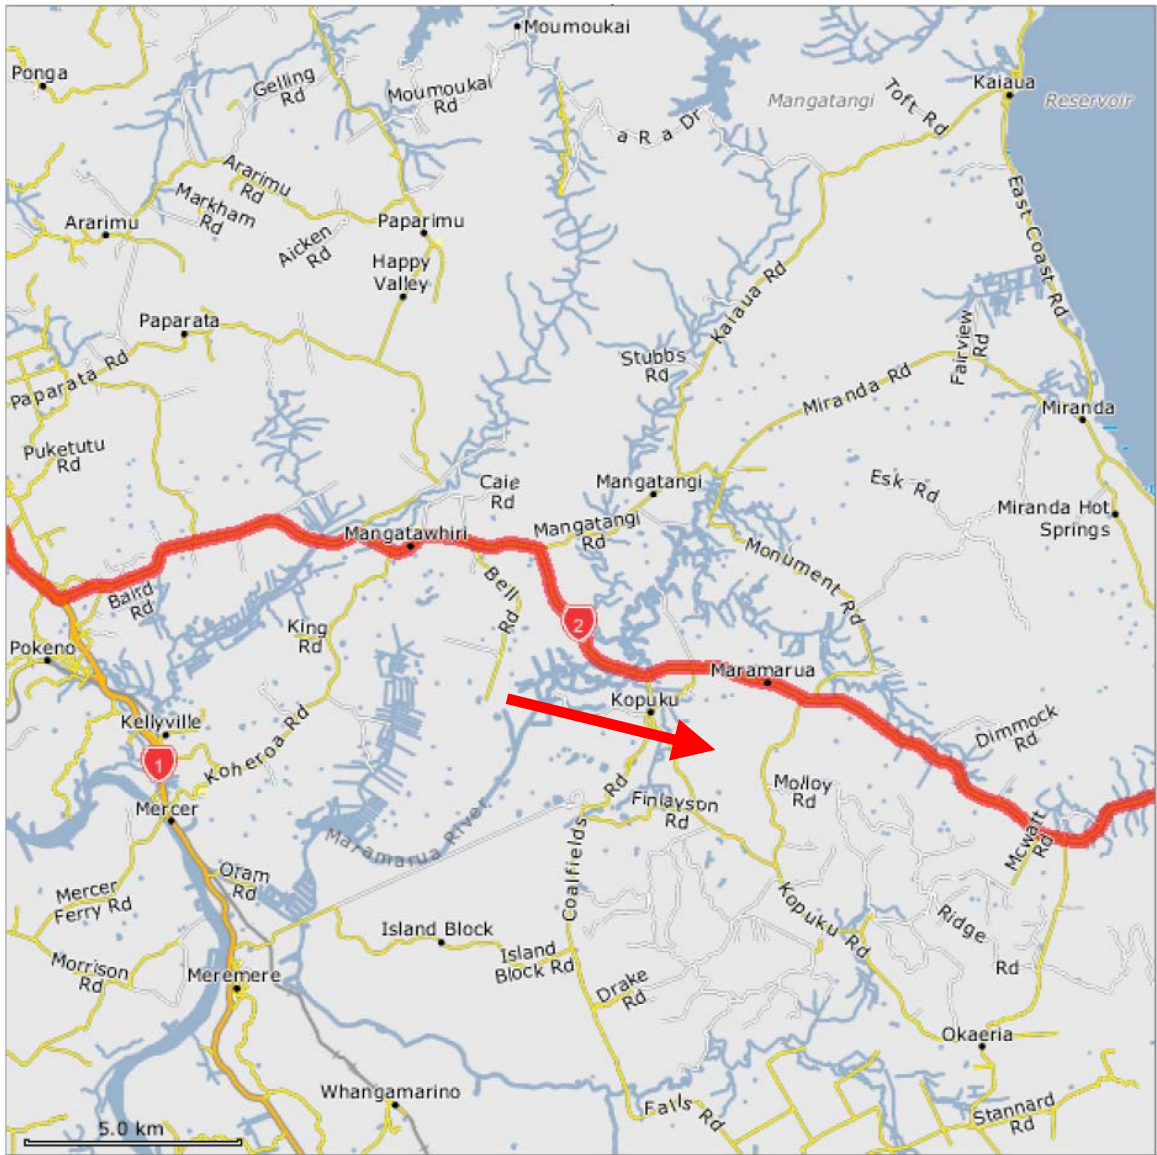 Moumoukai
Ponga
Gelling
Rd
Moumoukai
Rd
Kaiaua
Mangatangi
Reservoir
Toft Rd
a R a Dr
Ararimu
Rd
Markham
Rd
Ararimu
Aicken
Rd
Paparimu
Happy
Valley
East Coast Rd
Kaiaua Rd
Paparata
Paparata Rd
Stubbs
Rd
Fairview
Rd
Miranda Rd
Miranda
Puketutu
Rd
Caie
Rd
Mangatangi
Esk Rd
Miranda Hot
Springs
Mangatawhiri
Mangatangi
Rd
Monument Rd
Baird
Rd
Bell
Rd
2
King
Rd
Pokeno
Maramarua
Kopuku
Kellyville
Koheroa Rd
Dimmock
Rd
1
Mercer
Molloy
Rd
Finlayson
Rd
Maramarua River
Coalfields Rd
Mcwatt
Rd
Oram
Rd
Mercer
Ferry Rd
Kopuku Rd
Ridge
Rd
Island Block
Island
Block Rd
Morrison
Rd
Meremere
Drake
Rd
Okaeria
Whangamarino
Falls Rd
Stannard
Rd
5.0 km